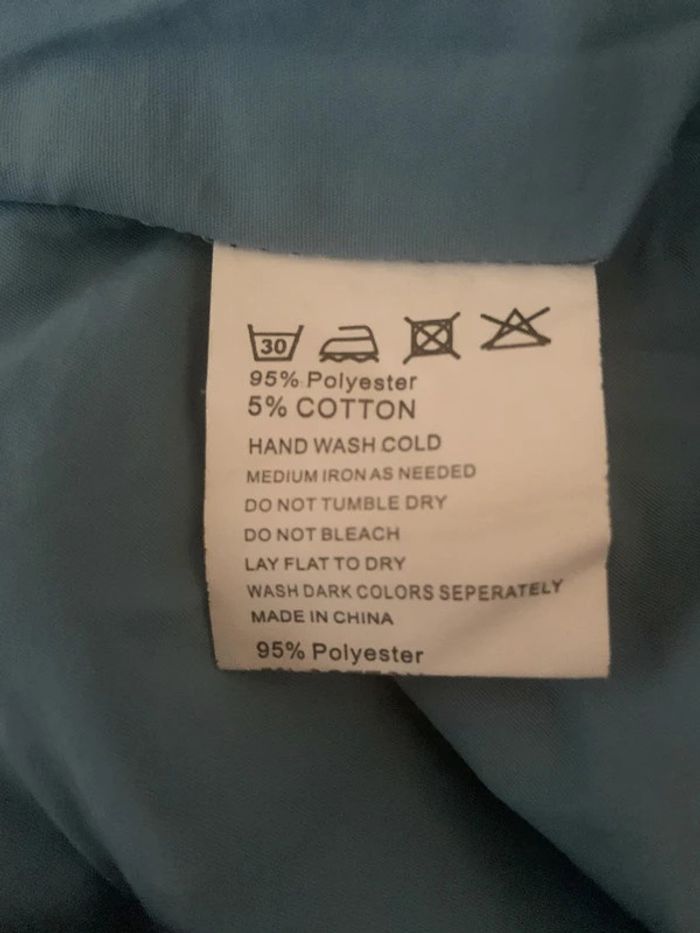 30
95% Polyester
5% COTTON
HAND WASH COLD
MEDIUM IRON AS NEEDED
DO NOT TUMBLE DRY
DO NOT BLEACH
LAY FLAT TO DRY
WASH DARK COLORS SEPERATELY
MADE IN CHINA
95% Polyester